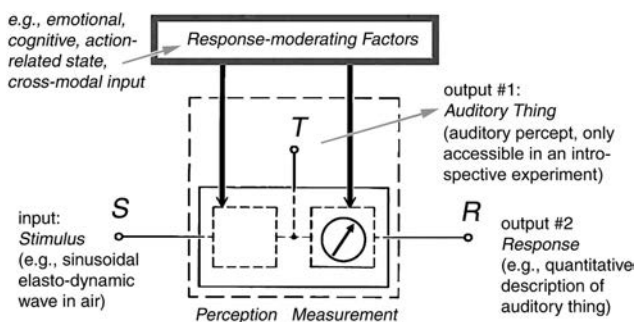 e.g., emotional,
cognitive, action-
related state,
cross-modal input
Response-moderating Factors
output #1:
Auditory Thing
(auditory percept, only
accessible in an intro-
spective experiment)
T
S
input:
Stimulus
(e.g., sinusoidal
elasto-dynamic
wave in air)
R
output #2
Response
(e.g., quantitative
description of
auditory thing)
Perception Measurement